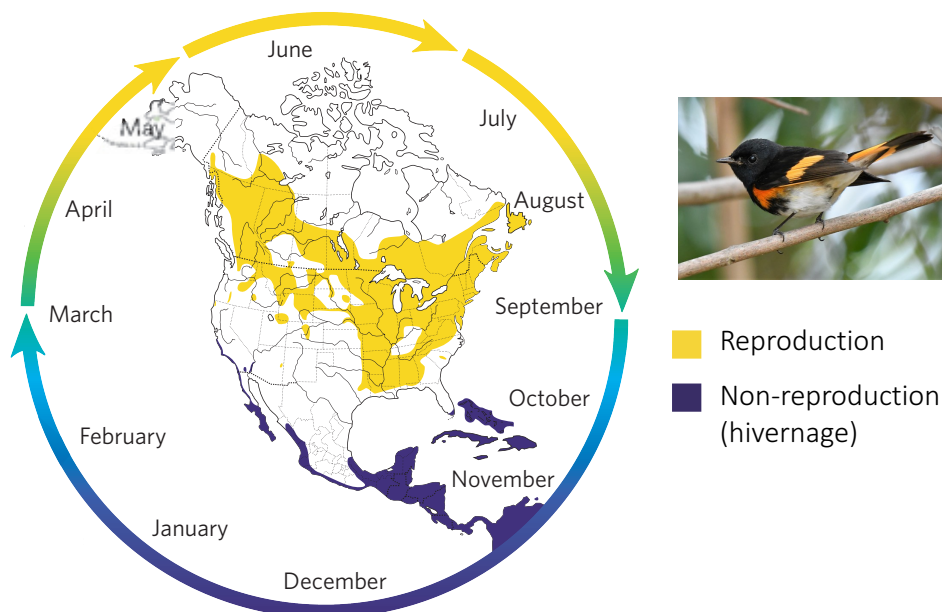 June
July
May
April
August
March
September
October
February
November
January
December
Reproduction
Non-reproduction
(hivernage)